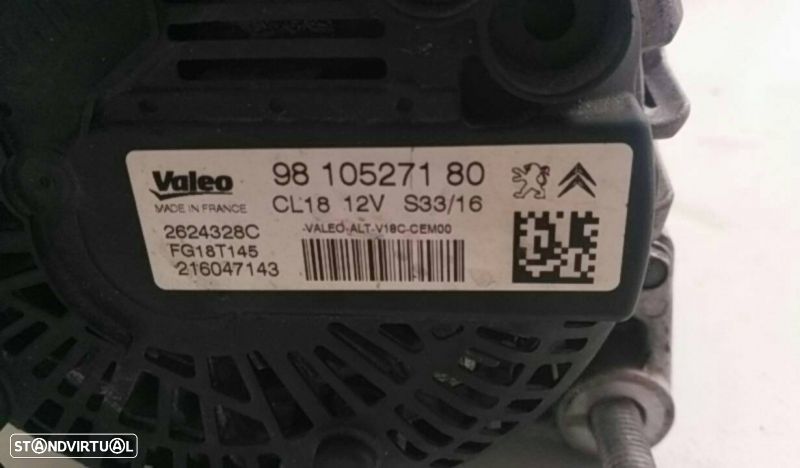 Valeo
MADE IN FRANCE
98 105271 80
CL18 12V S33/16
2624328C
FG18T145
216047143
-VALEO-ALT-V18C-CEM00
STANDVIRTUAL